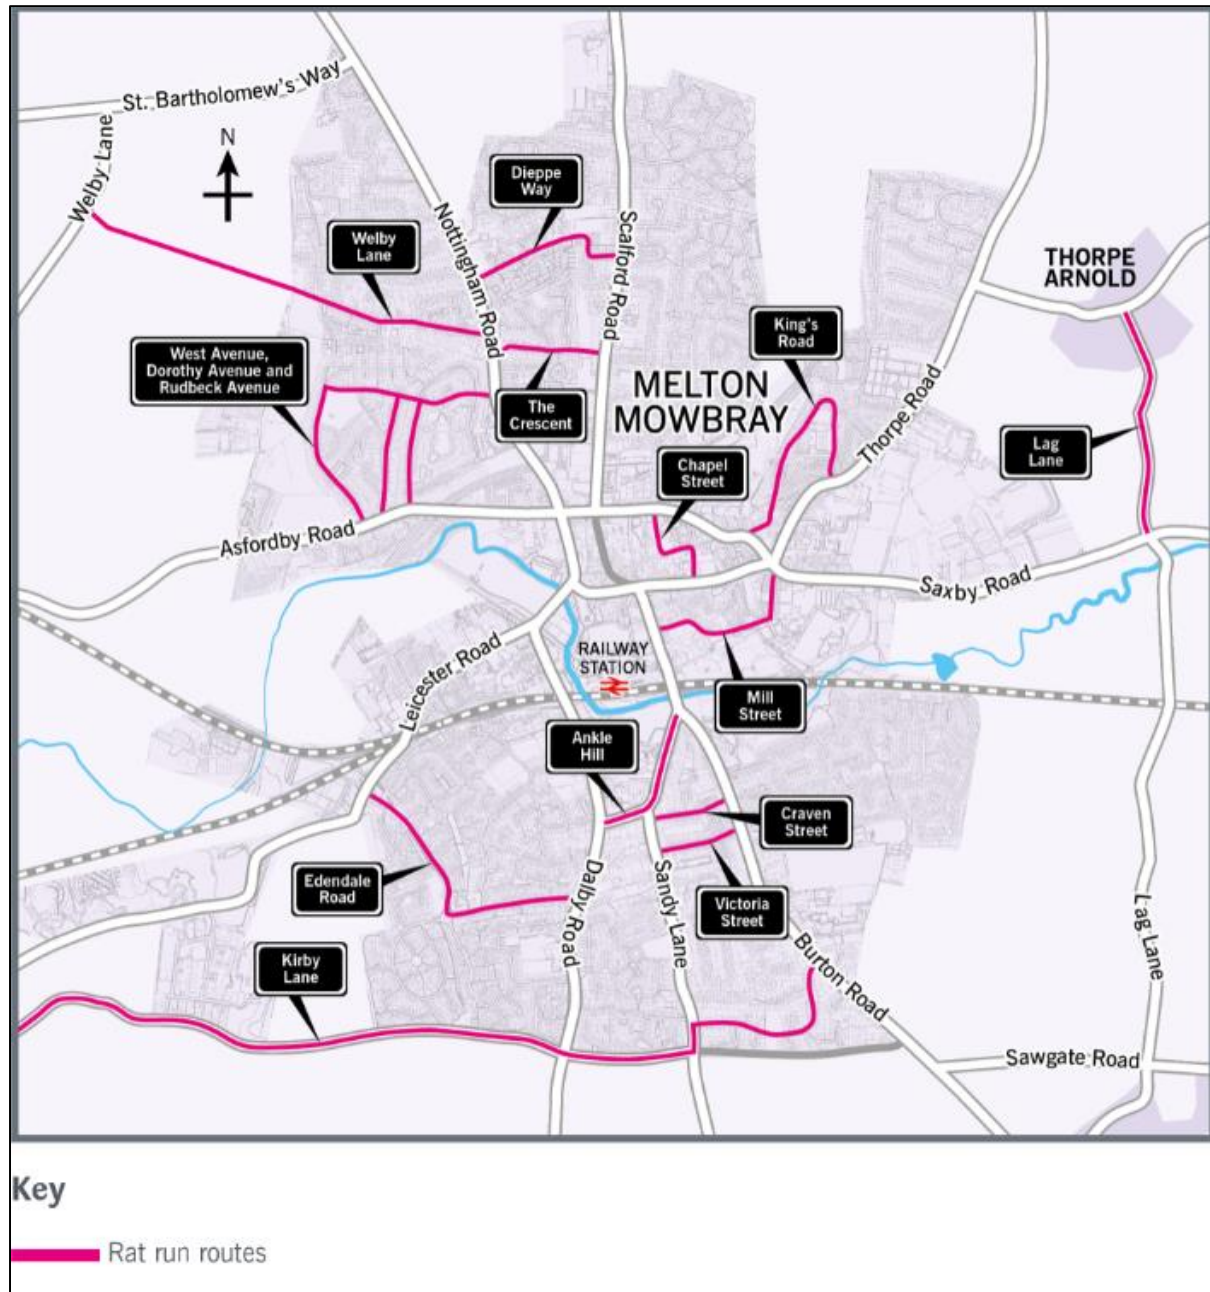 St. Bartholomew's Way
Welby Lane
N
Dieppe
Way
Nottingham Road
Scalford Road
Welby
Lane
THORPE
ARNOLD
King's
Road
West Avenue,
Dorothy Avenue and
Rudbeck Avenue
MELTON
MOWBRAY
The
Crescent
Thorpe Road
Lag
Lane
Chapel
Street
Asfordby Road
Saxby Road
RAILWAY
STATION
Leicester Road
Mill
Street
Ankle
Hill
Craven
Street
Edendale
Road
Dalby Road
Sandy Lane
Victoria
Street
Lag Lane
Burton Road
Kirby
Lane
Sawgate Road
Key
Rat run routes